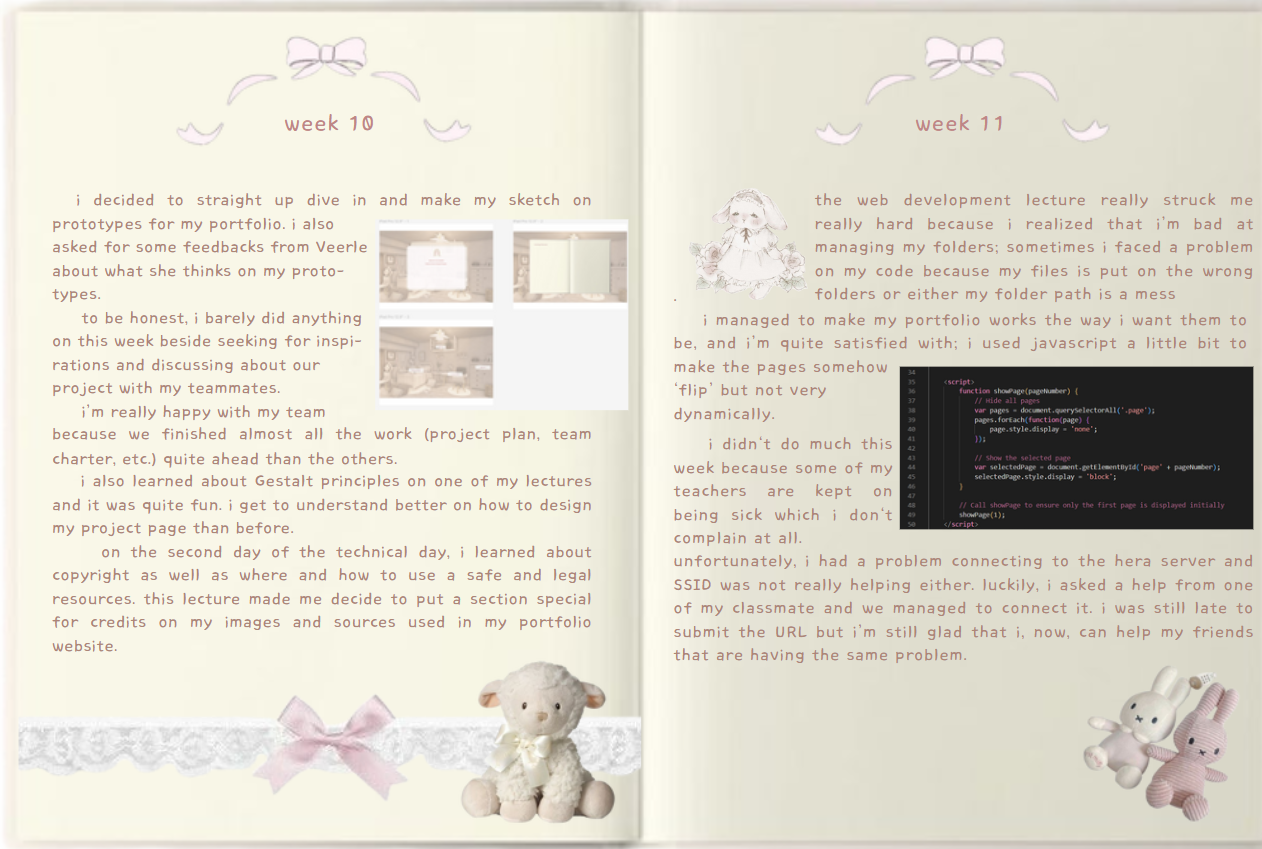 week 10
i decided to straight up dive in and make my sketch on
prototypes for my portfolio. i also
asked for some feedbacks from Veerle
about what she thinks on my proto-
types.
to be honest, i barely did anything
on this week beside seeking for inspi-
rations and discussing about our
project with my teammates.
i'm really happy with my team
because we finished almost all the work (project plan, team
charter, etc.) quite ahead than the others.
i also learned about Gestalt principles on one of my lectures
and it was quite fun. i get to understand better on how to design
my project page than before.
on the second day of the technical day, i learned about
copyright as well as where and how to use a safe and legal
resources. this lecture made me decide to put a section special
for credits on my images and sources used in my portfolio
website.
week 11
the web development lecture really struck me
really hard because i realized that i'm bad at
managing my folders; sometimes i faced a problem
on my code because my files is put on the wrong
folders or either my folder path is a mess
.
i managed to make my portfolio works the way i want them to
be, and i'm quite satisfied with; i used javascript a little bit to
make the pages somehow
'flip' but not very
dynamically.
i didn't do much this
week because some of my
teachers are kept on
being sick which i don't
complain at all.
34
35 <script>
36 function showPage(pageNumber) {
37 // Hide all pages
38 var pages = document.querySelectorAll('.page');
39 pages.forEach(function(page) {
40 page.style.display = 'none';
41 });
42
43 // Show the selected page
44 var selectedPage = document.getElementById('page' + pageNumber);
45 selectedPage.style.display = 'block';
46 }
47
48 // Call showPage to ensure only the first page is displayed initially
49 showPage(1);
50 </script>
unfortunately, i had a problem connecting to the hera server and
SSID was not really helping either. luckily, i asked a help from one
of my classmate and we managed to connect it. i was still late to
submit the URL but i'm still glad that i, now, can help my friends
that are having the same problem.